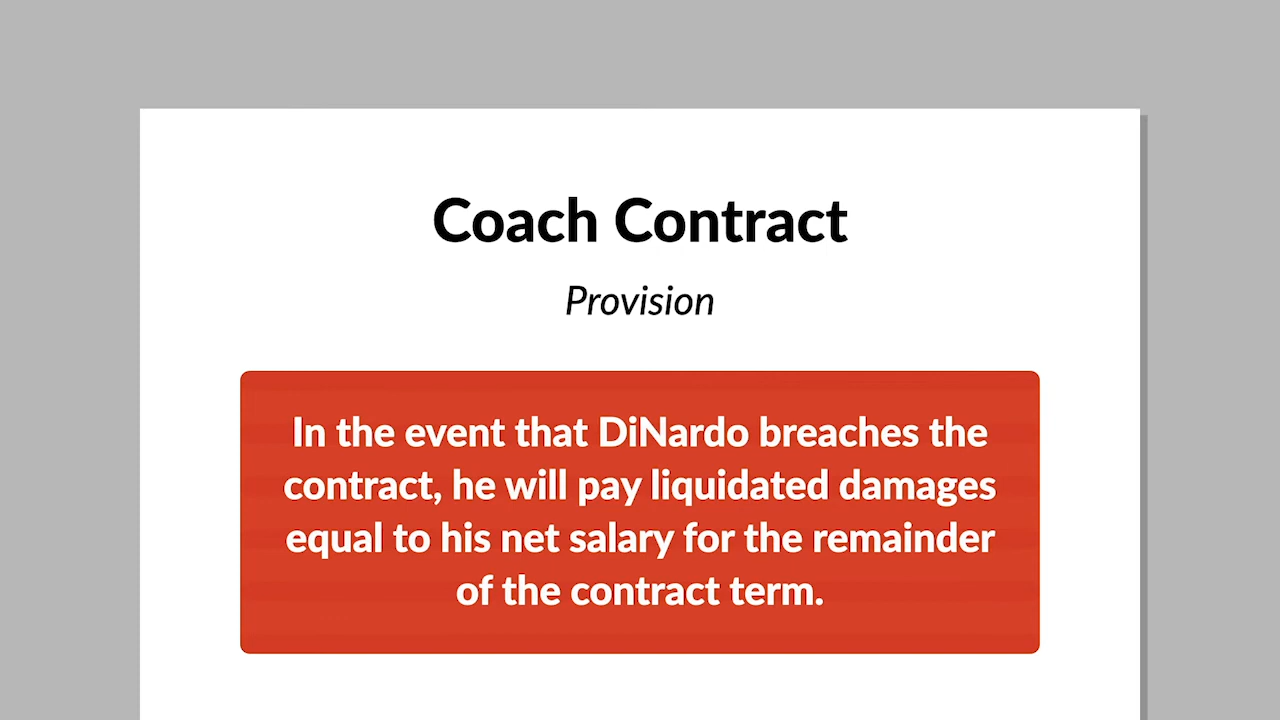 Coach Contract
Provision
In the event that DiNardo breaches the
contract, he will pay liquidated damages
equal to his net salary for the remainder
of the contract term.